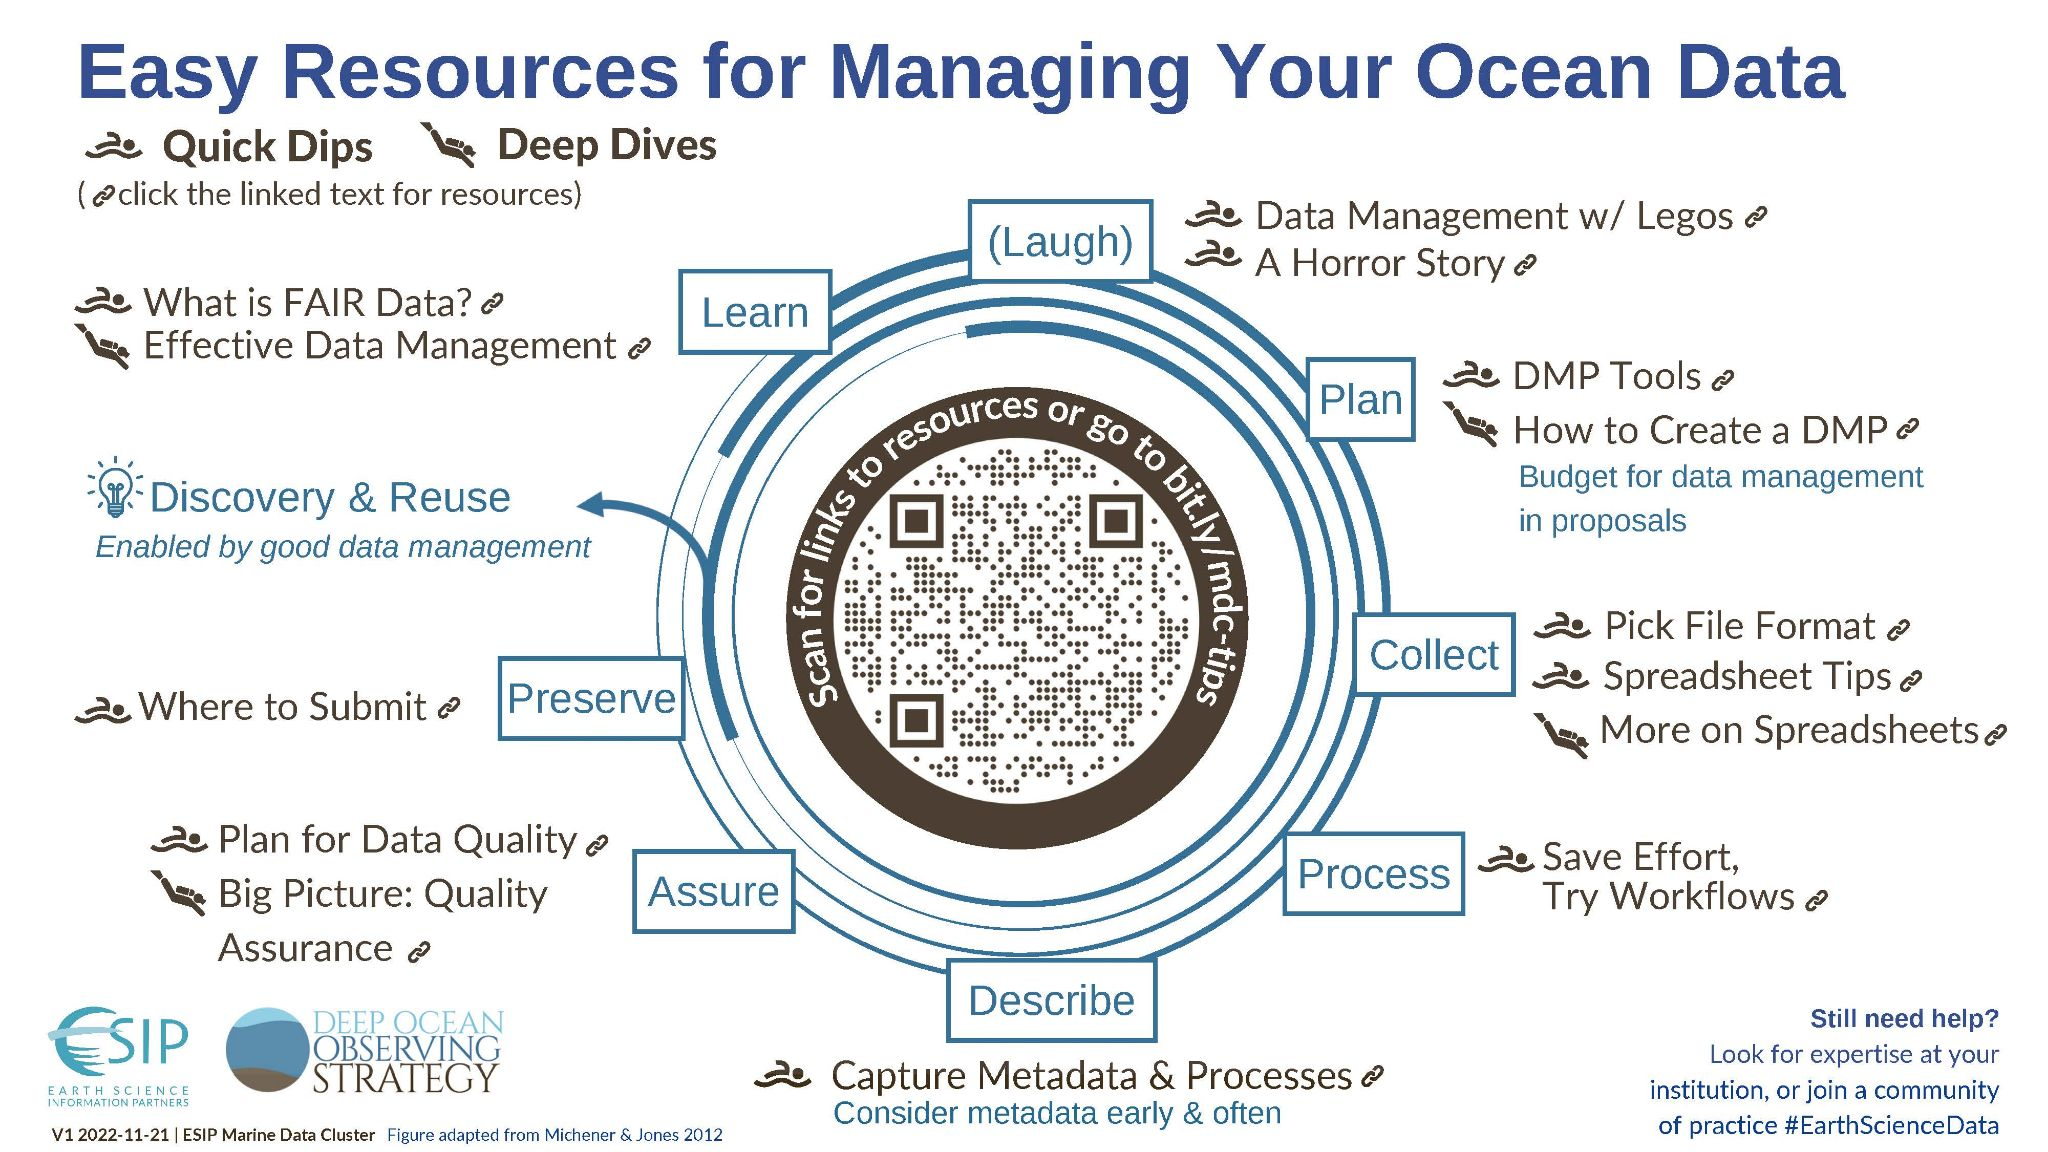 Easy Resources for Managing Your Ocean Data
Quick Dips Deep Dives
(click the linked text for resources)
(Laugh)
Data Management w/ Legos
A Horror Story
Learn
What is FAIR Data?
Effective Data Management
Plan
DMP Tools
How to Create a DMP
Budget for data management
in proposals
Scan for links to resources or go to bit.ly/mdc-tips
Discovery & Reuse
Enabled by good data management
Collect
Pick File Format
Spreadsheet Tips
More on Spreadsheets
Preserve
Where to Submit
Process
Save Effort,
Try Workflows
Assure
Plan for Data Quality
Big Picture: Quality
Assurance
Describe
Capture Metadata & Processes
Consider metadata early & often
ESIP
EARTH SCIENCE
INFORMATION PARTNERS
DEEP OCEAN
OBSERVING
STRATEGY
Still need help?
Look for expertise at your
institution, or join a community
of practice #EarthScienceData
V1 2022-11-21 | ESIP Marine Data Cluster Figure adapted from Michener & Jones 2012